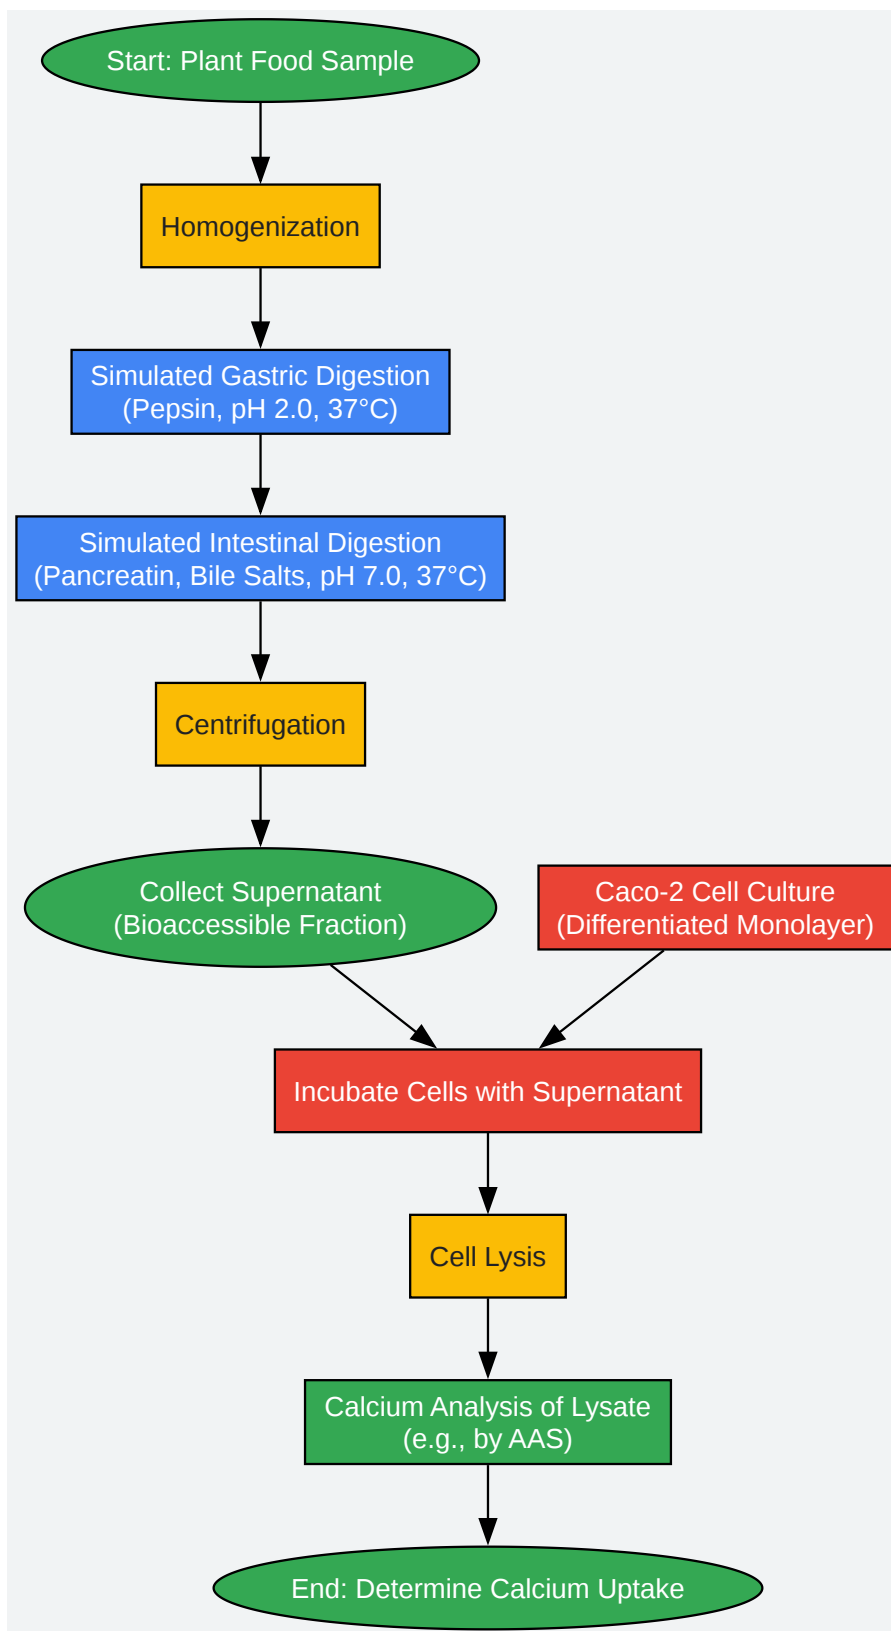 Start: Plant Food Sample
Homogenization
Simulated Gastric Digestion
(Pepsin, pH 2.0, 37°C)
Simulated Intestinal Digestion
(Pancreatin, Bile Salts, pH 7.0, 37°C)
Centrifugation
Collect Supernatant
(Bioaccessible Fraction)
Caco-2 Cell Culture
(Differentiated Monolayer)
Incubate Cells with Supernatant
Cell Lysis
Calcium Analysis of Lysate
(e.g., by AAS)
End: Determine Calcium Uptake